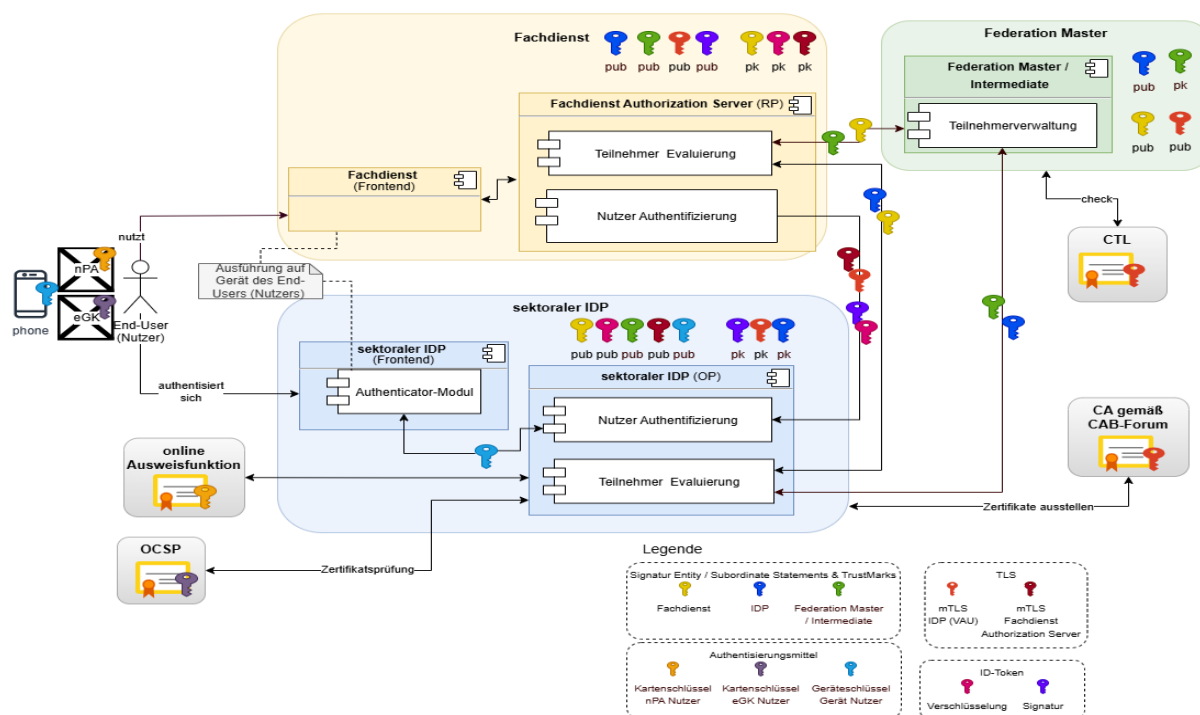 Fachdienst
pub
pub
pub
pub
pk
pk
pk
Federation Master
Federation Master /
Intermediate
pub
pk
Teilnehmerverwaltung
pub
pub
Fachdienst Authorization Server (RP)
Teilnehmer Evaluierung
Fachdienst
(Frontend)
Nutzer Authentifizierung
check
CTL
nutzt
nPA
eGK
phone
End-User
(Nutzer)
Ausführung auf
Gerät des End-
Users (Nutzers)
sektoraler IDP
pub
pub
pub
pub
pub
pk
pk
pk
sektoraler IDP
(Frontend)
Authenticator-Modul
sektoraler IDP (OP)
Nutzer Authentifizierung
Teilnehmer Evaluierung
authentisiert
sich
online
Ausweisfunktion
CA gemäß
CAB-Forum
Zertifikate ausstellen
OCSP
Zertifikatsprüfung
Legende
Signatur Entity / Subordinate Statements & TrustMarks
Fachdienst
IDP
Federation Master
/ Intermediate
TLS
mTLS
IDP (VAU)
mTLS
Fachdienst
Authorization Server
Authentisierungsmittel
Kartenschlüssel
nPA Nutzer
Kartenschlüssel
eGK Nutzer
Geräteschlüssel
Gerät Nutzer
ID-Token
Verschlüsselung
Signatur